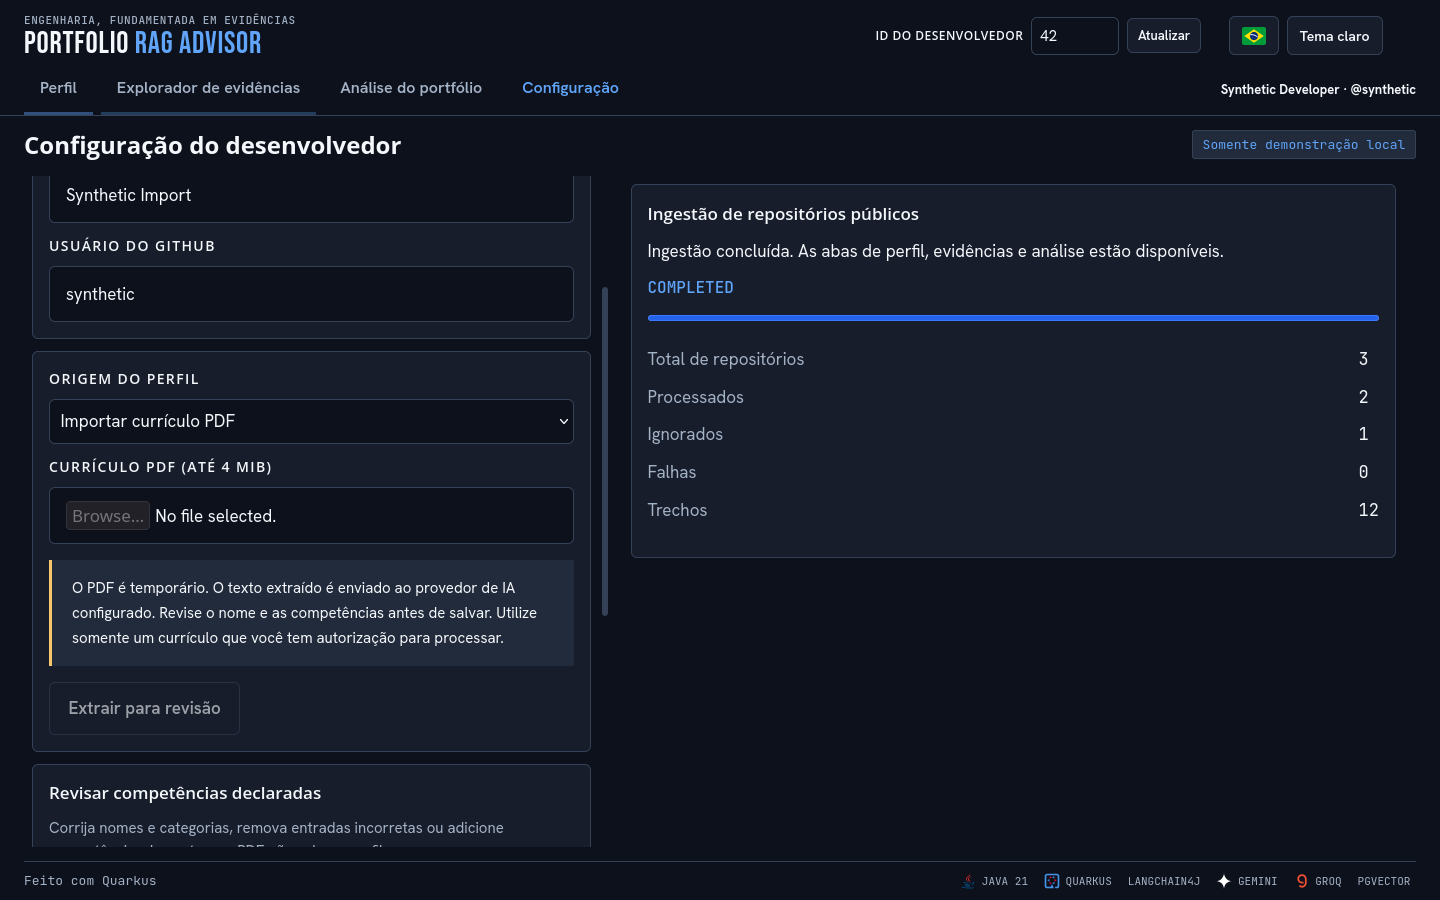 ENGENHARIA, FUNDAMENTADA EM EVIDÊNCIAS
PORTFOLIO RAG ADVISOR
ID DO DESENVOLVEDOR
42
Atualizar
Tema claro
Perfil
Explorador de evidências
Análise do portfólio
Configuração
Synthetic Developer · @synthetic
Configuração do desenvolvedor
Somente demonstração local
Synthetic Import
USUÁRIO DO GITHUB
synthetic
ORIGEM DO PERFIL
Importar currículo PDF
CURRÍCULO PDF (ATÉ 4 MIB)
Browse... No file selected.
O PDF é temporário. O texto extraído é enviado ao provedor de IA
configurado. Revise o nome e as competências antes de salvar. Utilize
somente um currículo que você tem autorização para processar.
Extrair para revisão
Revisar competências declaradas
Corrija nomes e categorias, remova entradas incorretas ou adicione
Ingestão de repositórios públicos
Ingestão concluída. As abas de perfil, evidências e análise estão disponíveis.
COMPLETED
Total de repositórios 3
Processados 2
Ignorados 1
Falhas 0
Trechos 12
Feito com Quarkus
JAVA 21
QUARKUS
LANGCHAIN4J
GEMINI
GROQ
PGVECTOR